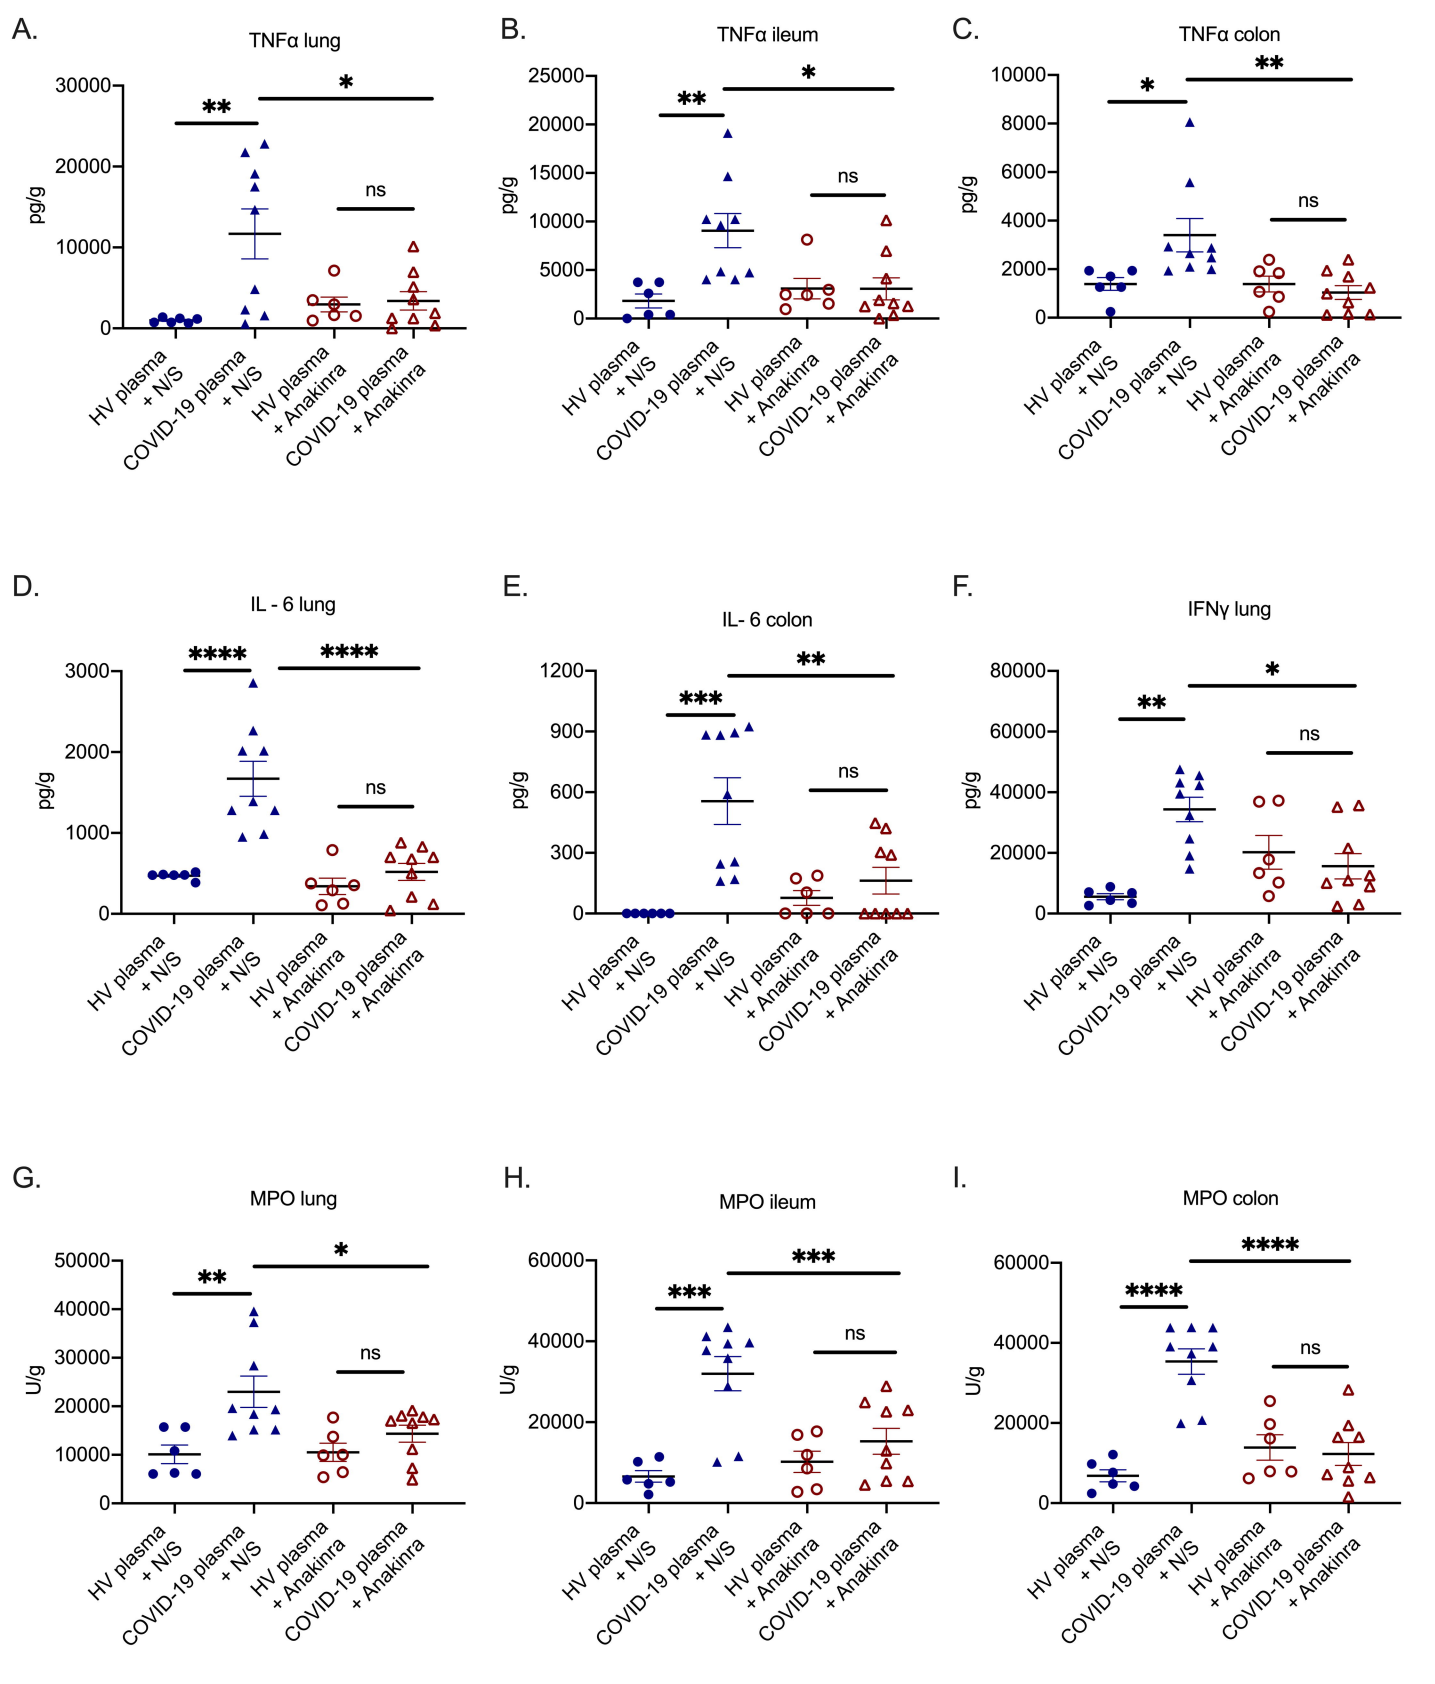 A.
TNFα lung
30000
20000
10000
0
pg/g
**
*
ns
HV plasma
+ N/S
COVID-19 plasma
+ N/S
HV plasma
+ Anakinra
COVID-19 plasma
+ Anakinra
B.
TNFα ileum
25000
20000
15000
10000
5000
0
pg/g
**
*
ns
HV plasma
+ N/S
COVID-19 plasma
+ N/S
HV plasma
+ Anakinra
COVID-19 plasma
+ Anakinra
C.
TNFα colon
10000
8000
6000
4000
2000
0
pg/g
*
**
ns
HV plasma
+ N/S
COVID-19 plasma
+ N/S
HV plasma
+ Anakinra
COVID-19 plasma
+ Anakinra
D.
IL - 6 lung
3000
2000
1000
0
pg/g
****
****
ns
HV plasma
+ N/S
COVID-19 plasma
+ N/S
HV plasma
+ Anakinra
COVID-19 plasma
+ Anakinra
E.
IL- 6 colon
1200
900
600
300
0
pg/g
***
**
ns
HV plasma
+ N/S
COVID-19 plasma
+ N/S
HV plasma
+ Anakinra
COVID-19 plasma
+ Anakinra
F.
IFNγ lung
80000
60000
40000
20000
0
pg/g
**
*
ns
HV plasma
+ N/S
COVID-19 plasma
+ N/S
HV plasma
+ Anakinra
COVID-19 plasma
+ Anakinra
G.
MPO lung
50000
40000
30000
20000
10000
0
U/g
**
*
ns
HV plasma
+ N/S
COVID-19 plasma
+ N/S
HV plasma
+ Anakinra
COVID-19 plasma
+ Anakinra
H.
MPO ileum
60000
40000
20000
0
U/g
***
***
ns
HV plasma
+ N/S
COVID-19 plasma
+ N/S
HV plasma
+ Anakinra
COVID-19 plasma
+ Anakinra
I.
MPO colon
60000
40000
20000
0
U/g
****
****
ns
HV plasma
+ N/S
COVID-19 plasma
+ N/S
HV plasma
+ Anakinra
COVID-19 plasma
+ Anakinra